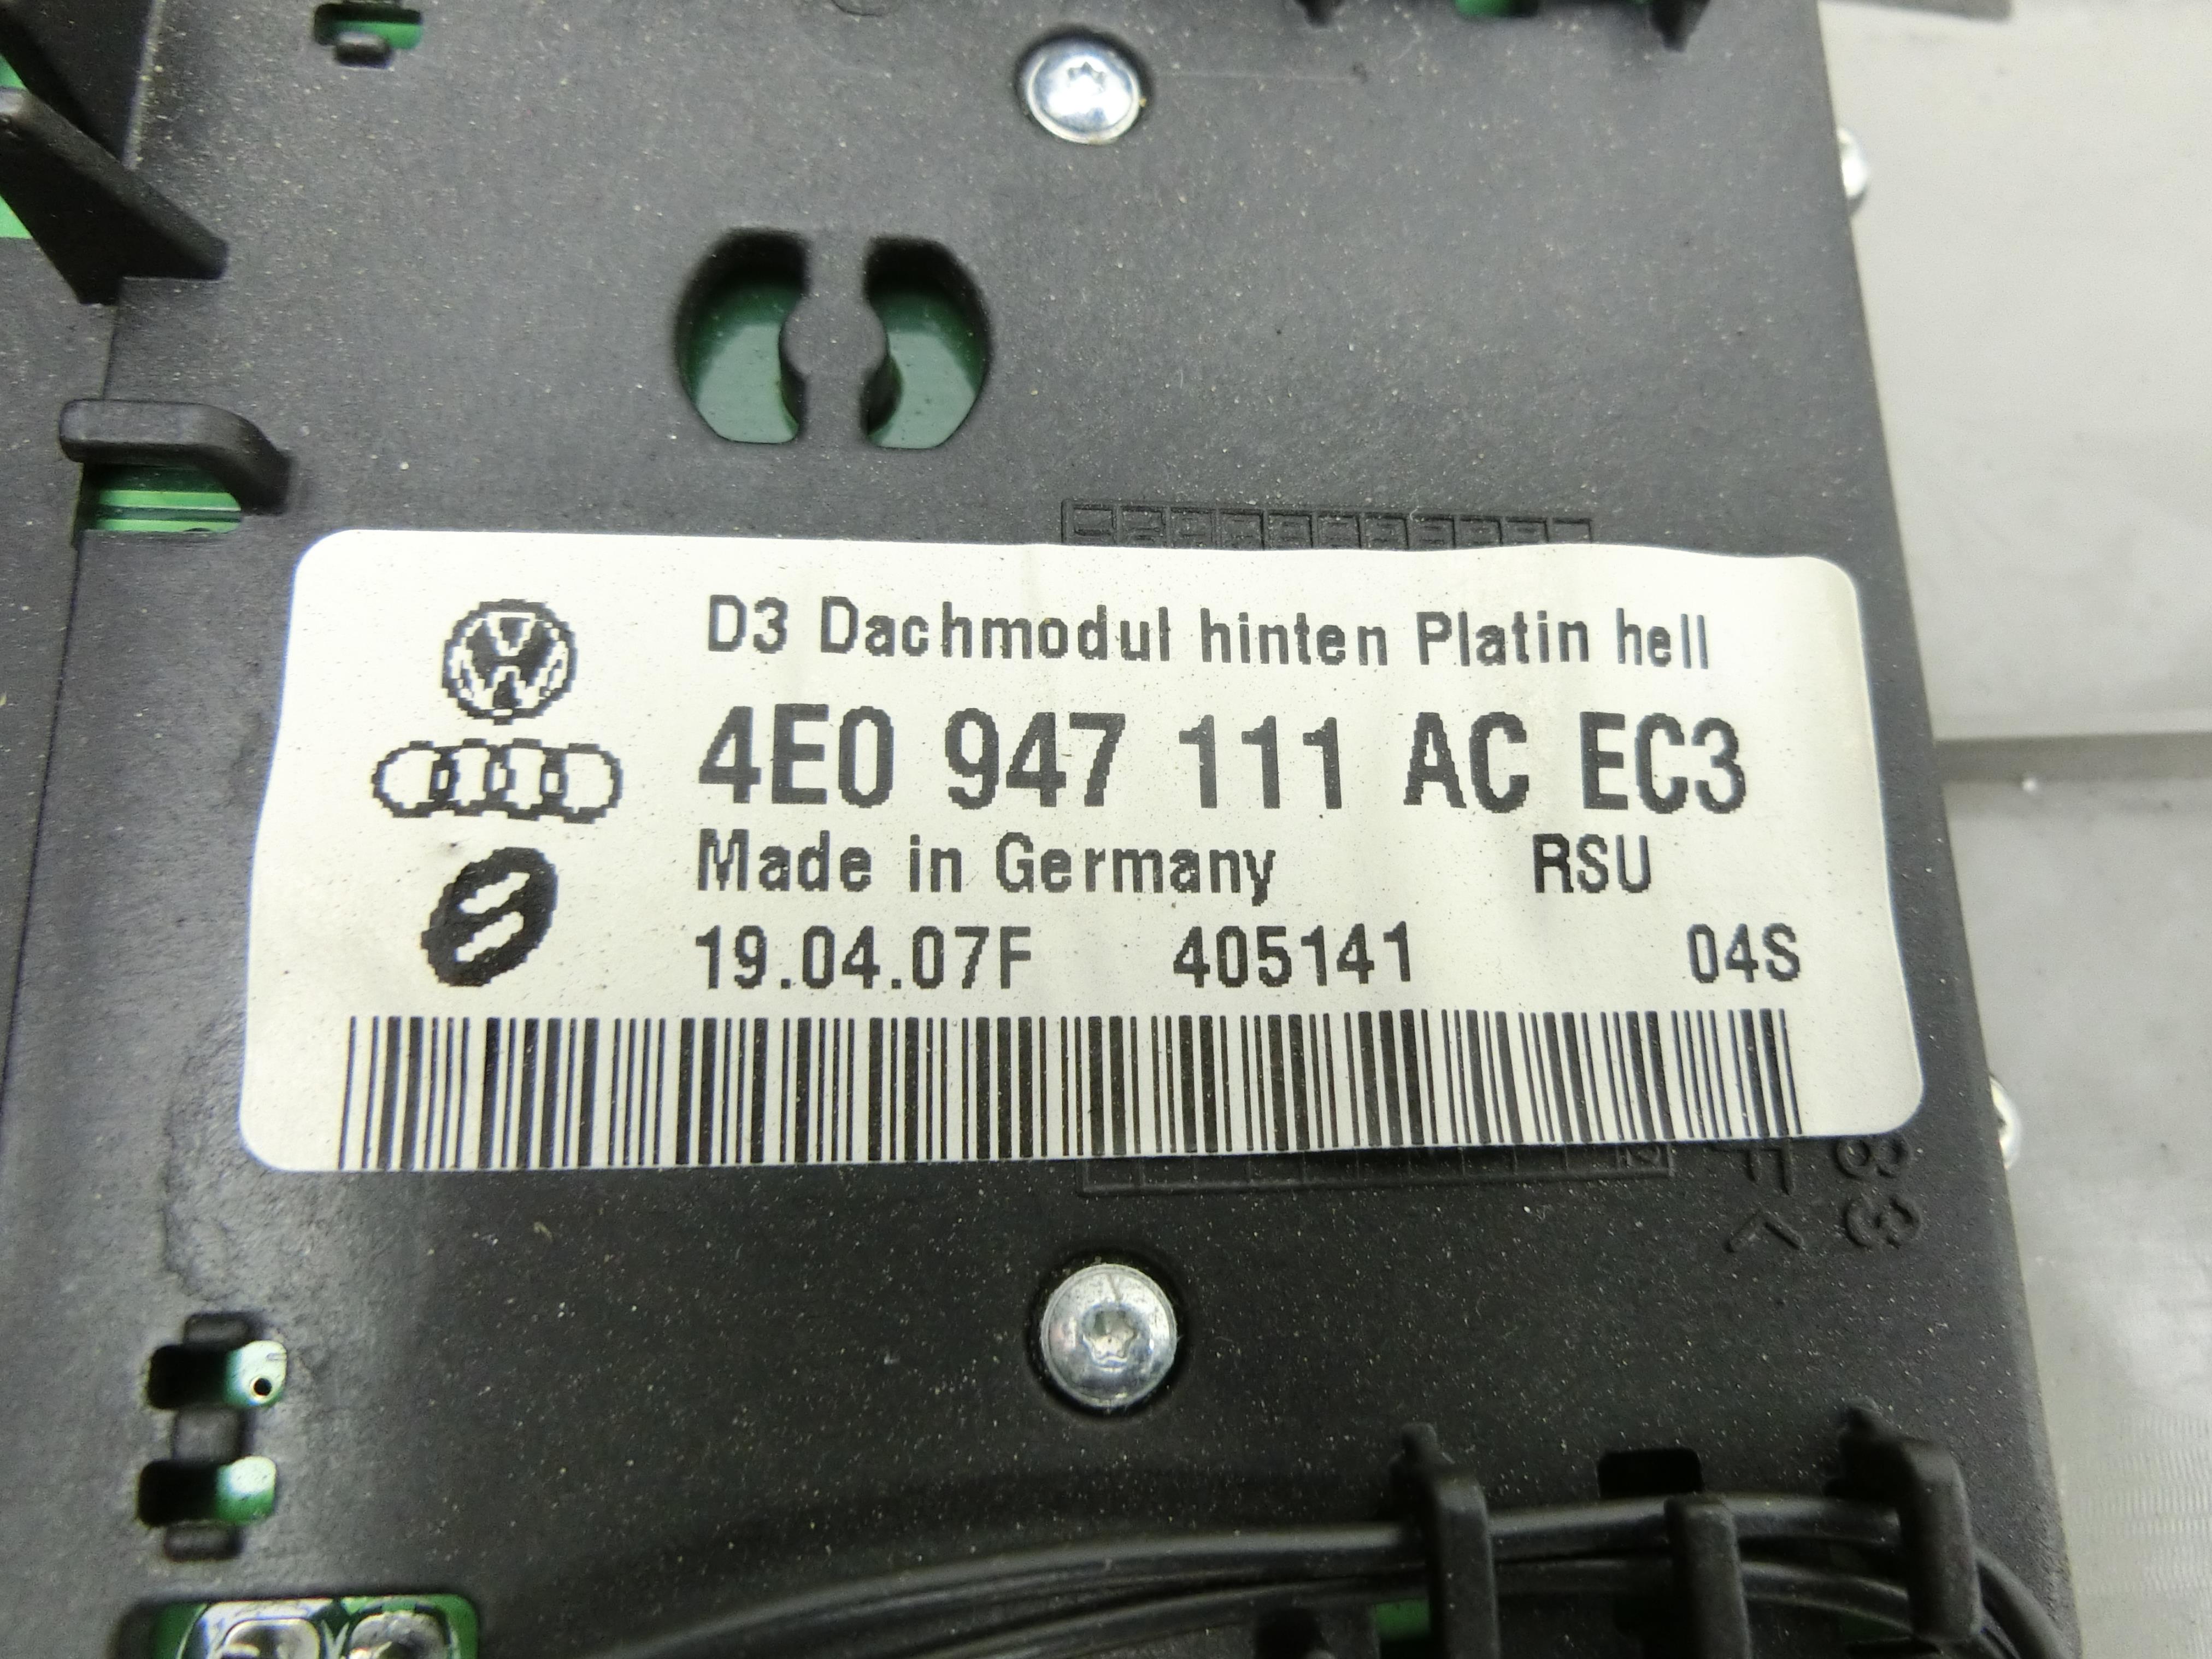 D3 Dachmodul hinten Platin hell
4E0 947 111 AC EC3
Made in Germany RSU
19.04.07F 405141 04S